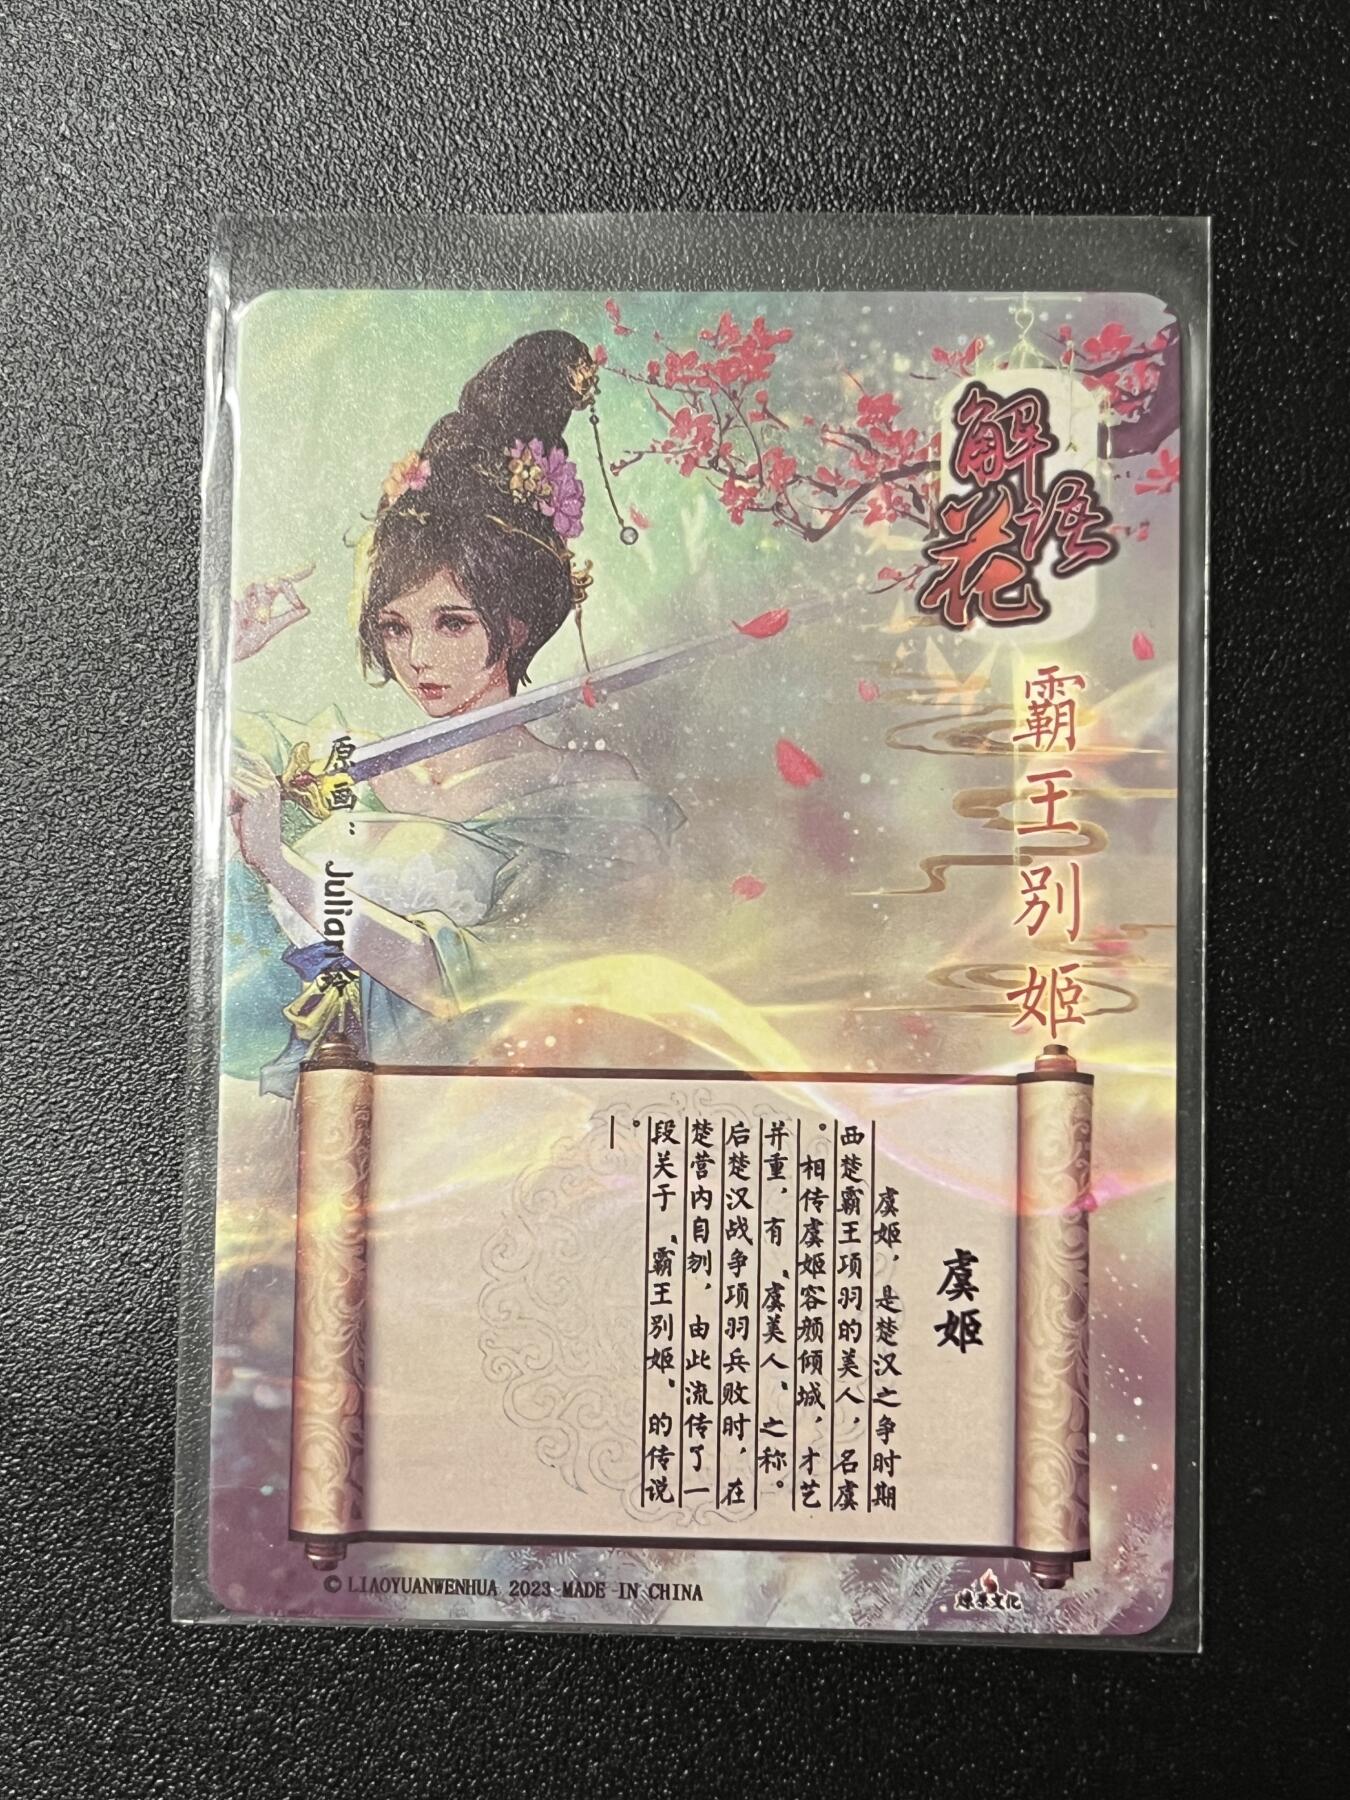 解语花
霸王别姬
原画：Juliam玲
虞姬
虞姬，是楚汉之争时期
西楚霸王项羽的美人，名虞
。相传虞姬容颜倾城，才艺
并重，有“虞美人”之称。
后楚汉战争项羽兵败时，在
楚营内自刎，由此流传了一
段关于“霸王别姬”的传说
。
© LIAOYUANWENHUA 2023 MADE IN CHINA
燎原文化